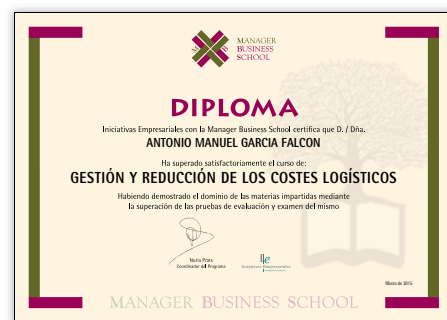 MANAGER
BUSINESS
SCHOOL
DIPLOMA
Iniciativas Empresariales con la Manager Business School certifica que D. / Dña.
ANTONIO MANUEL GARCIA FALCON
Ha superado satisfactoriamente el curso de:
GESTIÓN Y REDUCCIÓN DE LOS COSTES LOGÍSTICOS
Habiendo demostrado el dominio de las materias impartidas mediante
la superación de las pruebas de evaluación y examen del mismo
Nuria Prats
Coordinador del Programa
Iniciativas Empresariales
Marzo de 2015
MANAGER BUSINESS SCHOOL